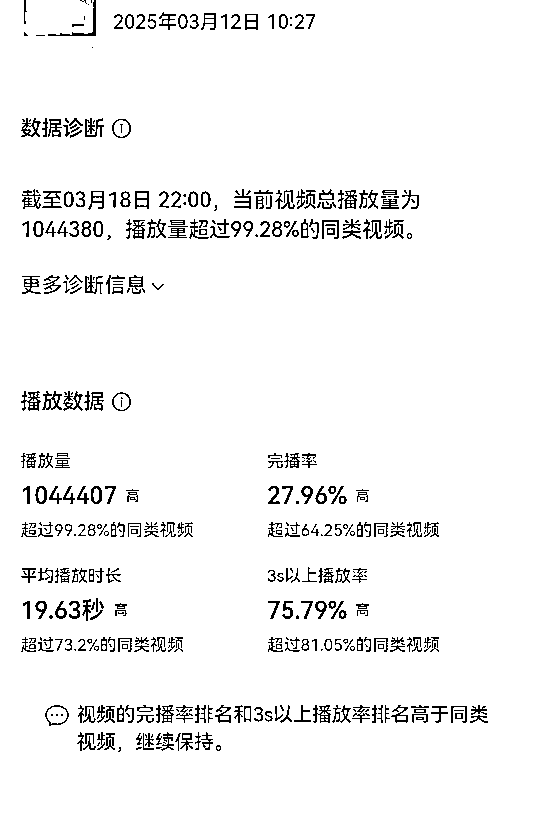 2025年03月12日 10:27
数据诊断
截至03月18日 22:00，当前视频总播放量为
1044380，播放量超过99.28%的同类视频。
更多诊断信息
播放数据
播放量 完播率
1044407 高 27.96% 高
超过99.28%的同类视频 超过64.25%的同类视频
平均播放时长 3s以上播放率
19.63秒 高 75.79% 高
超过73.2%的同类视频 超过81.05%的同类视频
视频的完播率排名和3s以上播放率排名高于同类
视频，继续保持。